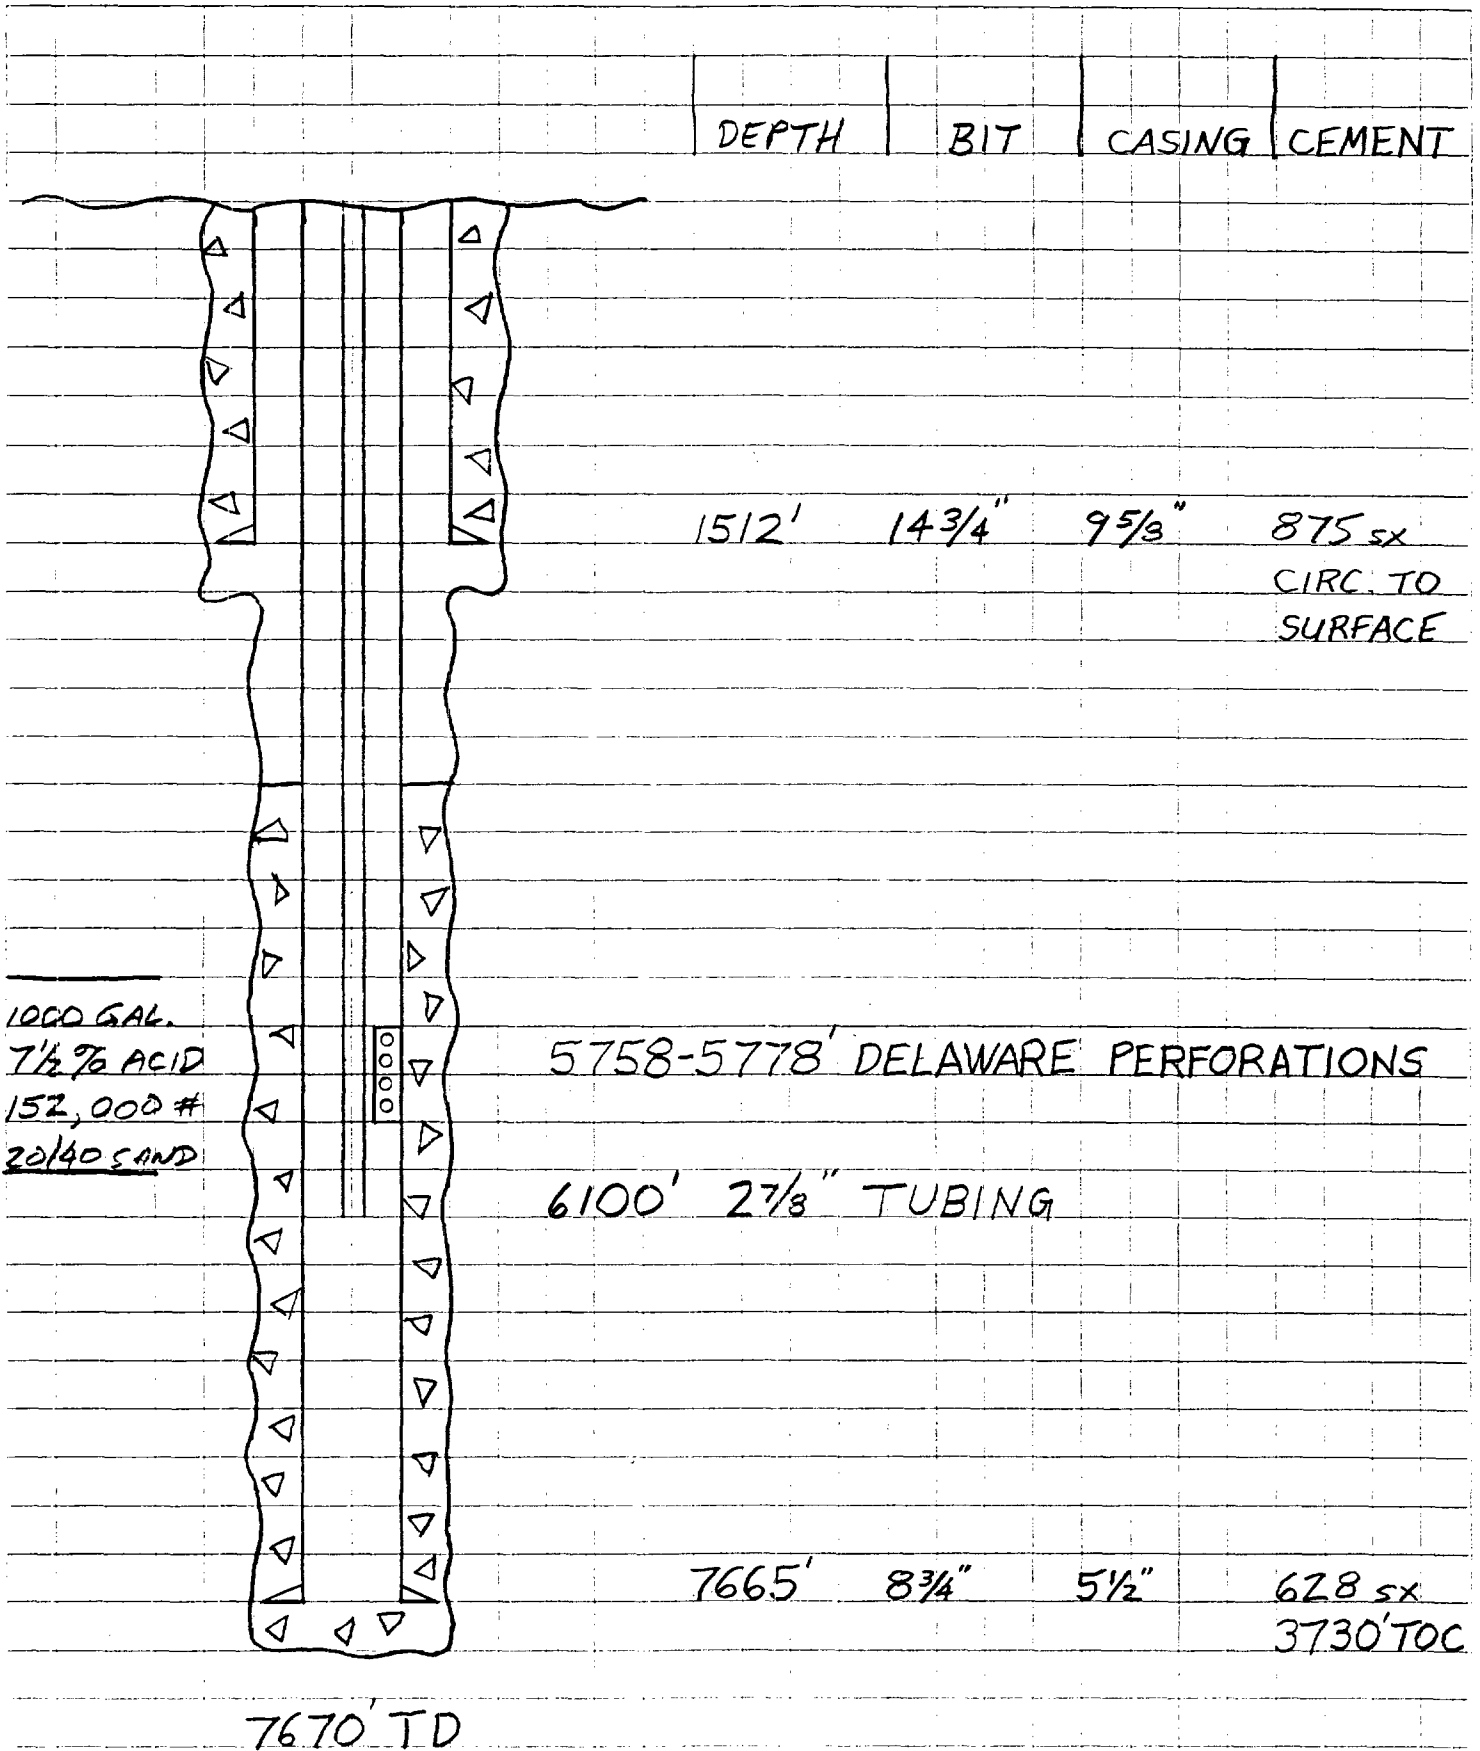 DEPTH BIT CASING CEMENT
1512' 14 3/4" 9 5/8" 875 sx
CIRC. TO
SURFACE
1000 GAL.
7 1/2 % ACID
152,000 #
20/40 SAND
5758-5778' DELAWARE PERFORATIONS
6100' 2 7/8" TUBING
7665' 8 3/4" 5 1/2" 628 sx
3730' TOC
7670' TD